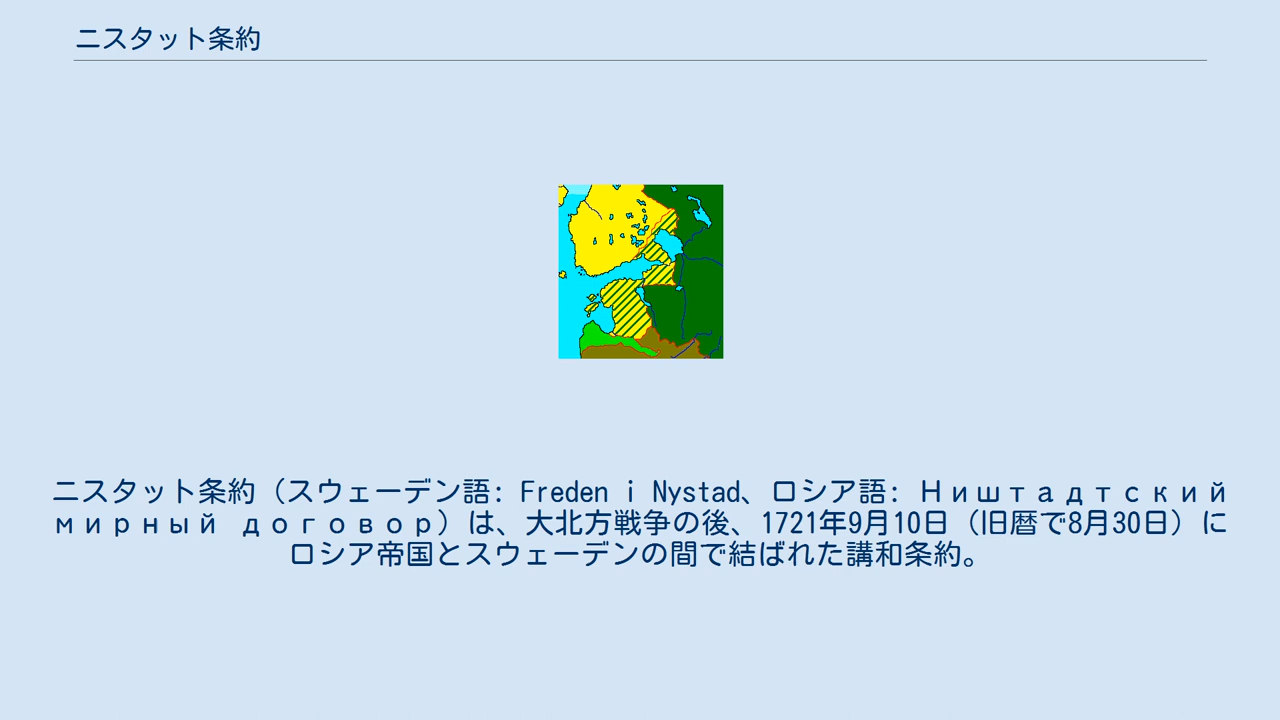 ニスタット条約
ニスタット条約（スウェーデン語: Freden i Nystad、ロシア語: Ништадтский
мирный договор）は、大北方戦争の後、1721年9月10日（旧暦で8月30日）に
ロシア帝国とスウェーデンの間で結ばれた講和条約。